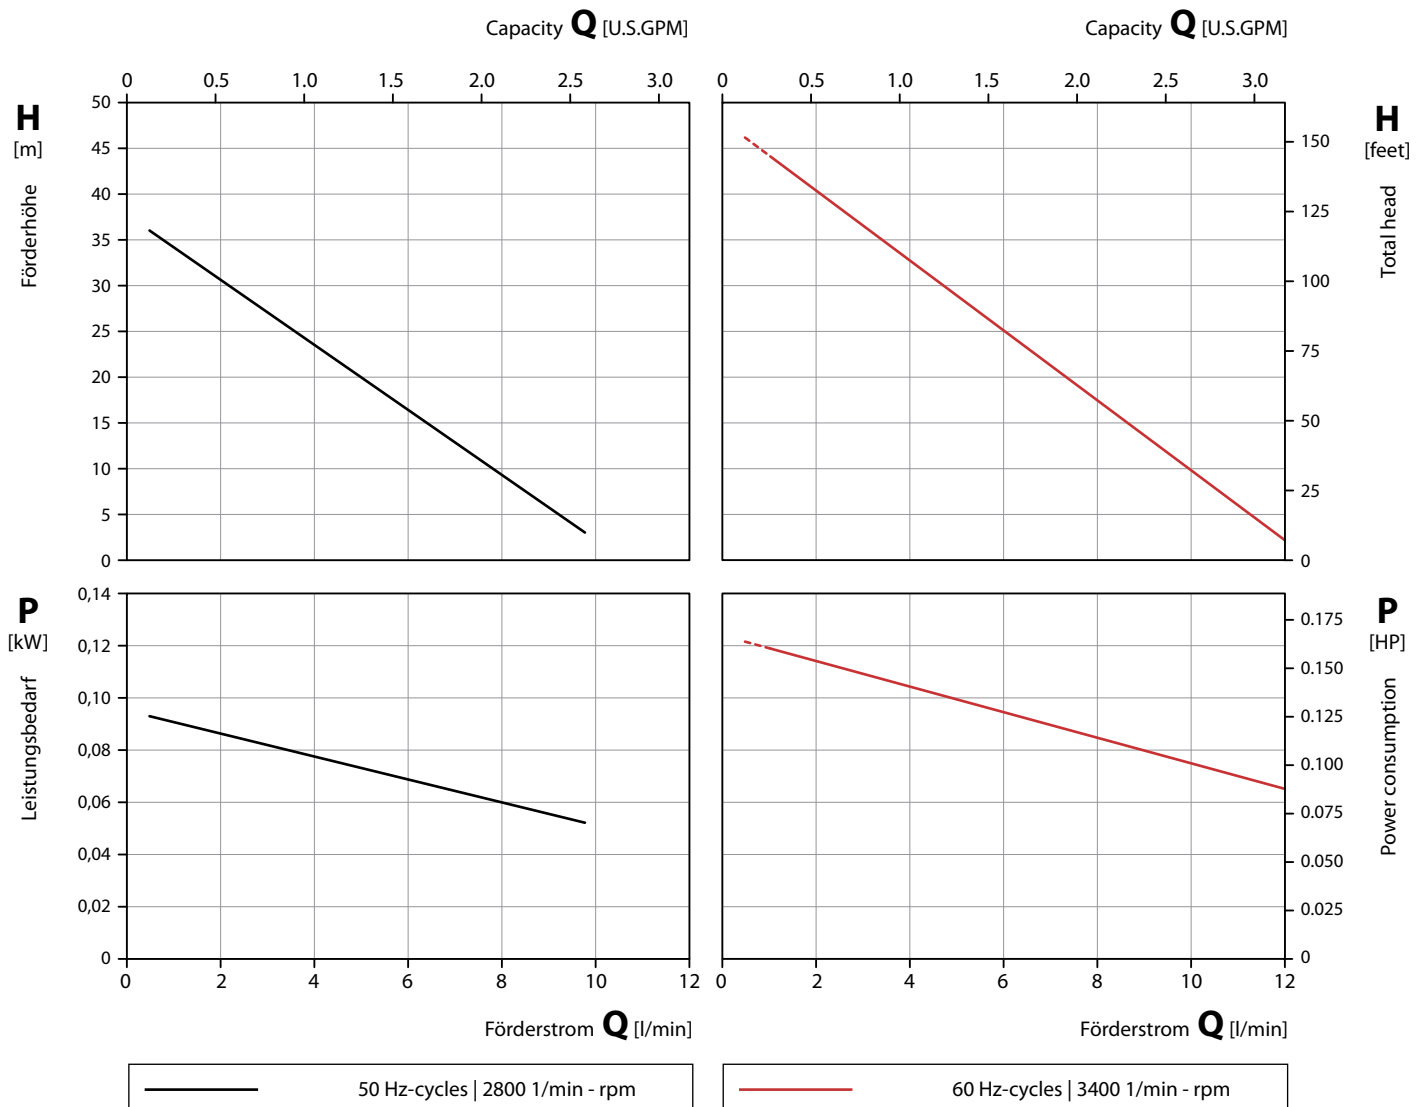 Capacity Q [U.S.GPM]
Capacity Q [U.S.GPM]
0 0.5 1.0 1.5 2.0 2.5 3.0
0 0.5 1.0 1.5 2.0 2.5 3.0
H
[m]
Förderhöhe
50
45
40
35
30
25
20
15
10
5
0
H
[feet]
Total head
150
125
100
75
50
25
0
P
[kW]
Leistungsbedarf
0,14
0,12
0,10
0,08
0,06
0,04
0,02
0
P
[HP]
Power consumption
0.175
0.150
0.125
0.100
0.075
0.050
0.025
0
0 2 4 6 8 10 12
0 2 4 6 8 10 12
Förderstrom Q [l/min]
Förderstrom Q [l/min]
50 Hz-cycles | 2800 1/min - rpm
60 Hz-cycles | 3400 1/min - rpm